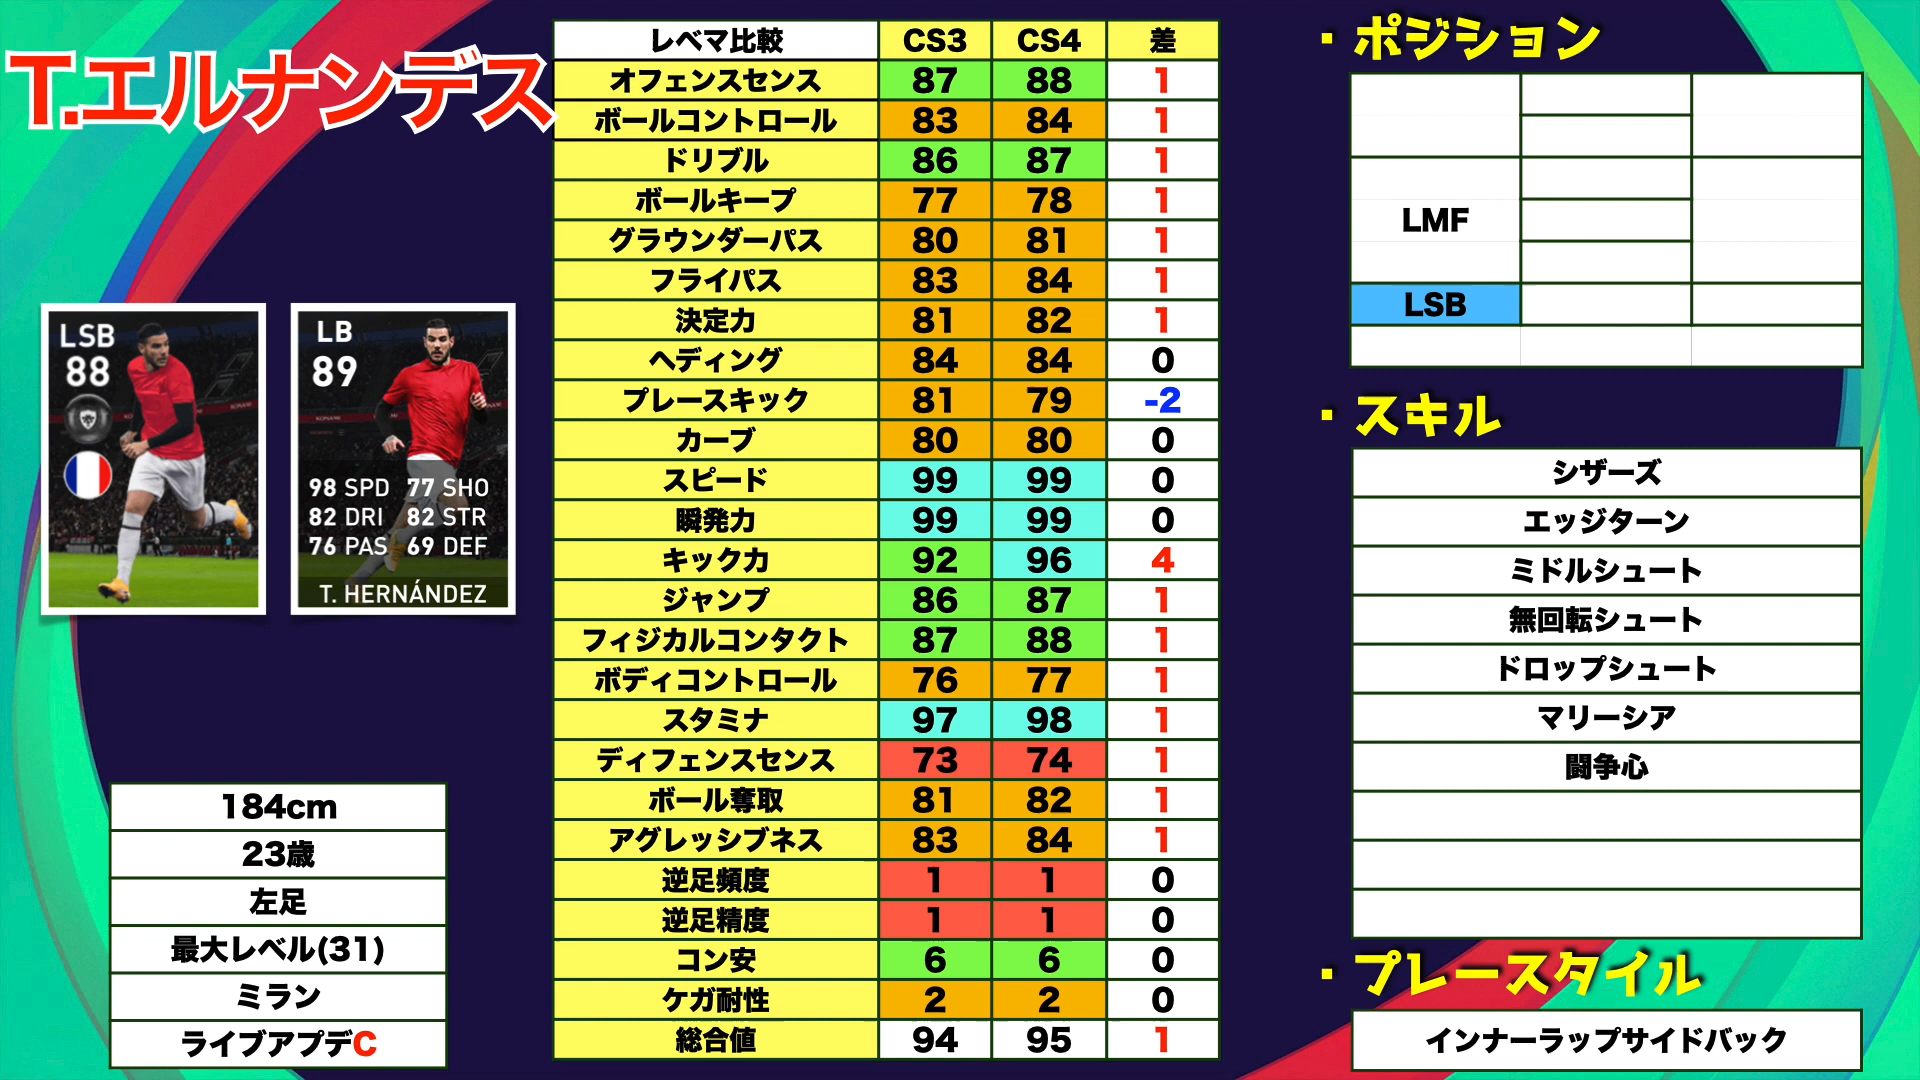 T.エルナンデス
LSB
88
LB
89
98 SPD 77 SHO
82 DRI 82 STR
76 PAS 69 DEF
T. HERNÁNDEZ
184cm
23歳
左足
最大レベル(31)
ミラン
ライブアプデC
レベマ比較 CS3 CS4 差
オフェンスセンス 87 88 1
ボールコントロール 83 84 1
ドリブル 86 87 1
ボールキープ 77 78 1
グラウンダーパス 80 81 1
フライパス 83 84 1
決定力 81 82 1
ヘディング 84 84 0
プレースキック 81 79 -2
カーブ 80 80 0
スピード 99 99 0
瞬発力 99 99 0
キック力 92 96 4
ジャンプ 86 87 1
フィジカルコンタクト 87 88 1
ボディコントロール 76 77 1
スタミナ 97 98 1
ディフェンスセンス 73 74 1
ボール奪取 81 82 1
アグレッシブネス 83 84 1
逆足頻度 1 1 0
逆足精度 1 1 0
コン安 6 6 0
ケガ耐性 2 2 0
総合値 94 95 1
・ポジション
LMF
LSB
・スキル
シザーズ
エッジターン
ミドルシュート
無回転シュート
ドロップシュート
マリーシア
闘争心
・プレースタイル
インナーラップサイドバック